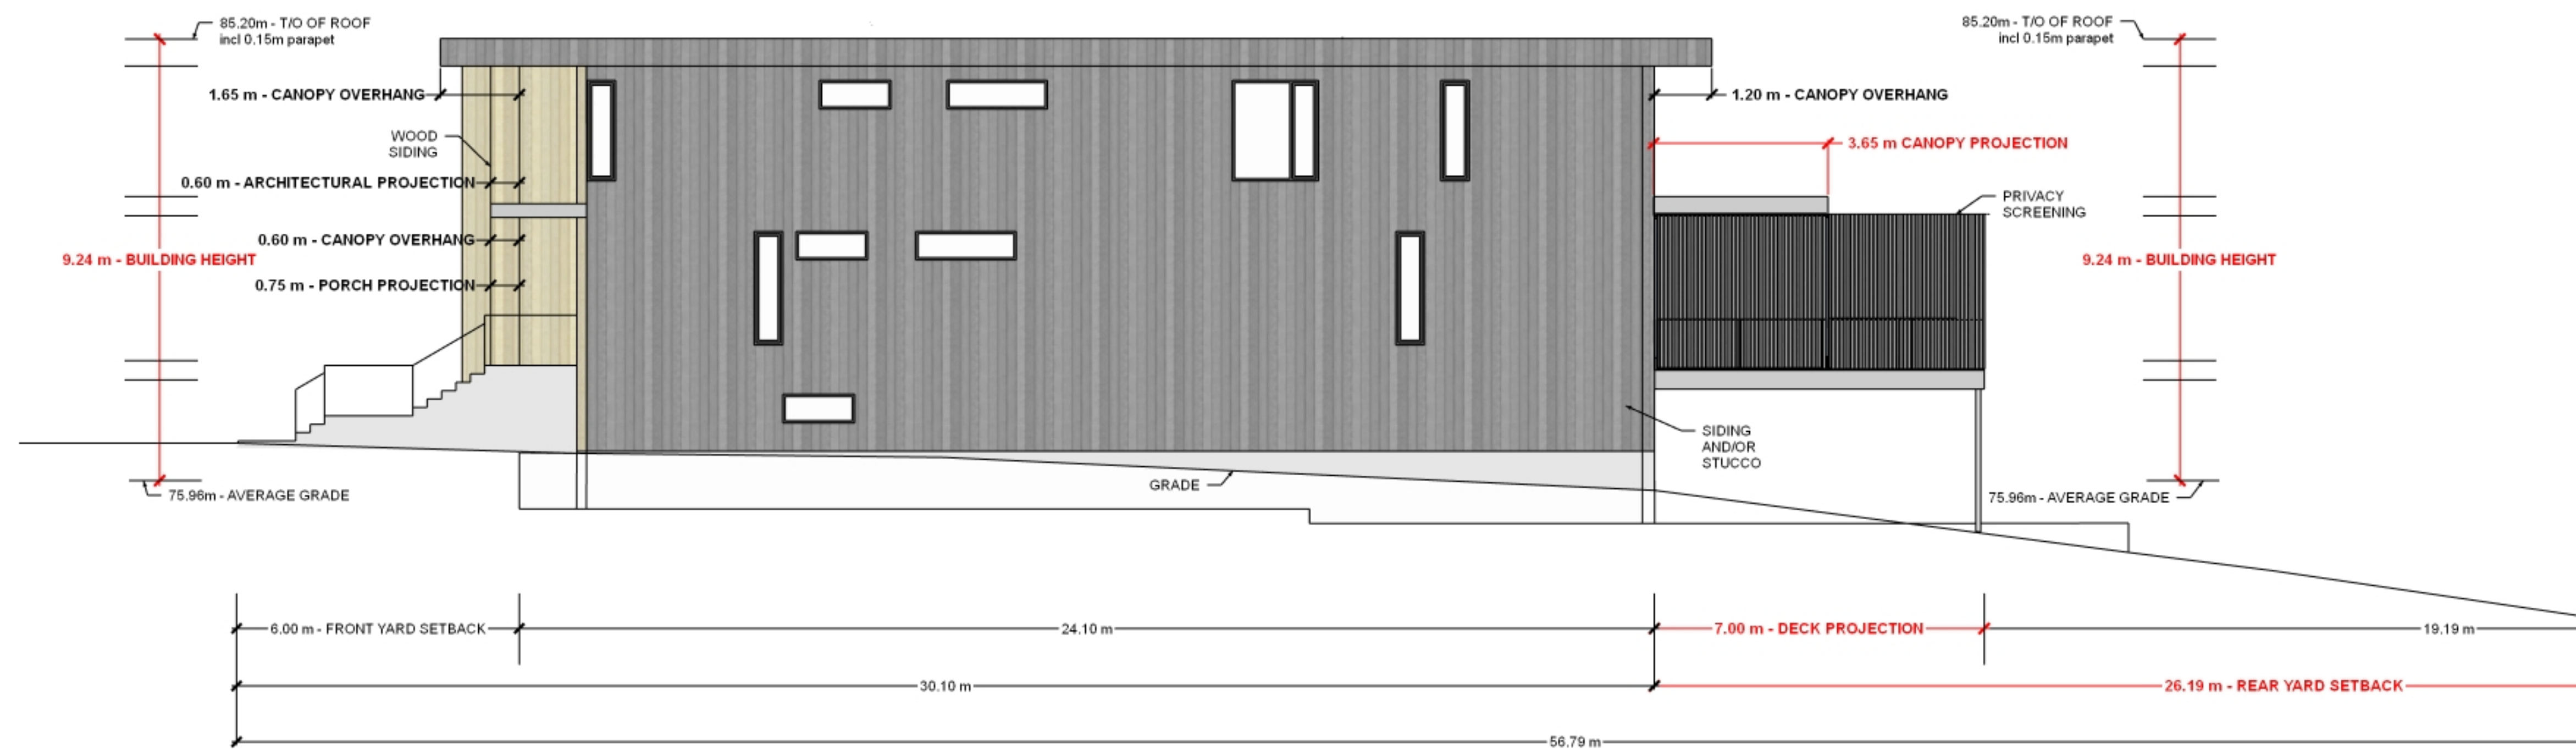 85.20m - T/O OF ROOF
incl 0.15m parapet
85.20m - T/O OF ROOF
incl 0.15m parapet
1.65 m - CANOPY OVERHANG
1.20 m - CANOPY OVERHANG
WOOD
SIDING
3.65 m CANOPY PROJECTION
0.60 m - ARCHITECTURAL PROJECTION
PRIVACY
SCREENING
0.60 m - CANOPY OVERHANG
9.24 m - BUILDING HEIGHT
9.24 m - BUILDING HEIGHT
0.75 m - PORCH PROJECTION
SIDING
AND/OR
STUCCO
GRADE
75.96m - AVERAGE GRADE
75.96m - AVERAGE GRADE
6.00 m - FRONT YARD SETBACK
24.10 m
7.00 m - DECK PROJECTION
19.19 m
30.10 m
26.19 m - REAR YARD SETBACK
56.79 m